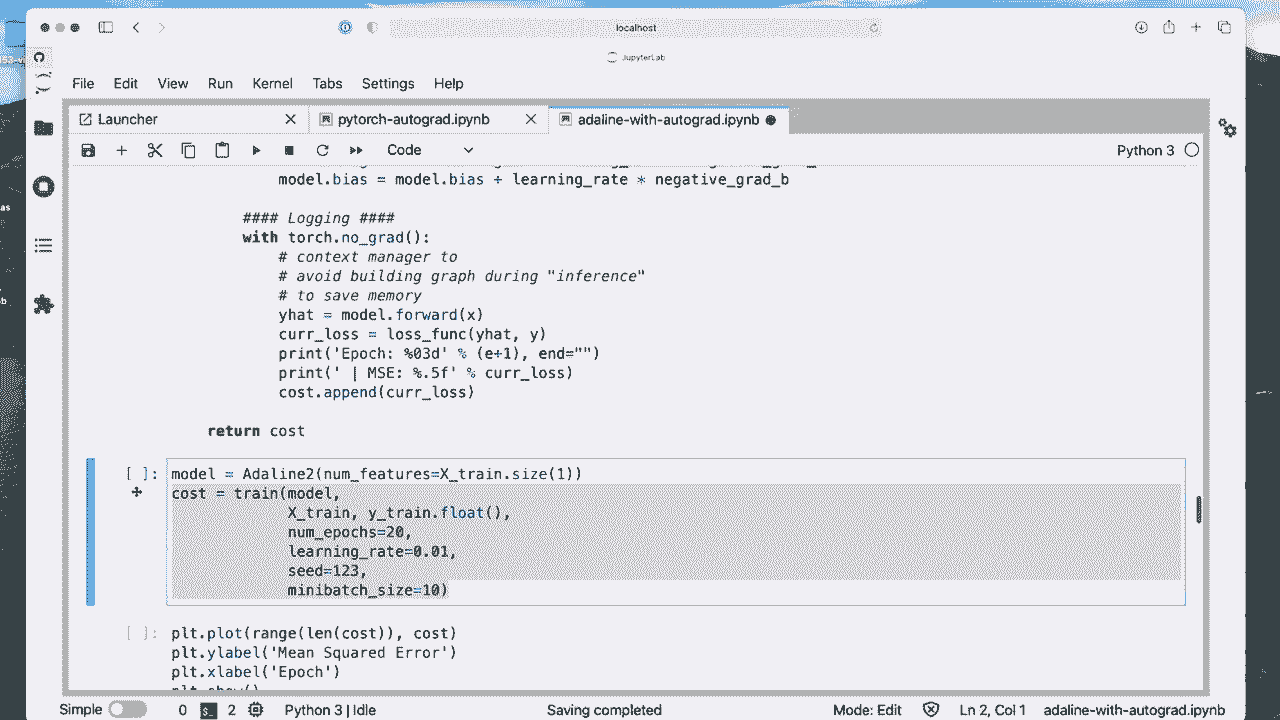 localhost
JupyterLab
File Edit View Run Kernel Tabs Settings Help
Launcher pytorch-autograd.ipynb adaline-with-autograd.ipynb
Code Python 3
model.bias = model.bias + learning_rate * negative_grad_b
#### Logging ####
with torch.no_grad():
# context manager to
# avoid building graph during "inference"
# to save memory
yhat = model.forward(x)
curr_loss = loss_func(yhat, y)
print('Epoch: %03d' % (e+1), end="")
print(' | MSE: %.5f' % curr_loss)
cost.append(curr_loss)
return cost
[ ]: model = Adaline2(num_features=X_train.size(1))
cost = train(model,
X_train, y_train.float(),
num_epochs=20,
learning_rate=0.01,
seed=123,
minibatch_size=10)
[ ]: plt.plot(range(len(cost)), cost)
plt.ylabel('Mean Squared Error')
plt.xlabel('Epoch')
Simple 0 2 Python 3 | Idle Saving completed Mode: Edit Ln 2, Col 1 adaline-with-autograd.ipynb